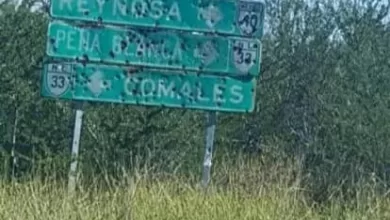 REYNOSA 40
PEÑA BLANCA
33 COMALES